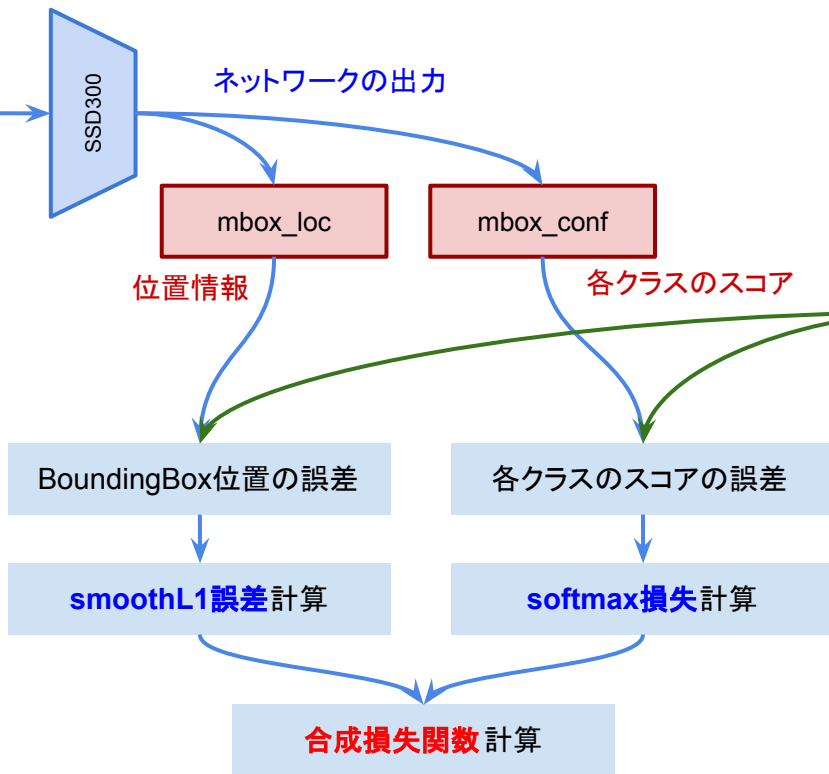 SSD300
ネットワークの出力
mbox_loc
mbox_conf
位置情報
各クラスのスコア
BoundingBox位置の誤差
各クラスのスコアの誤差
smoothL1誤差計算
softmax損失計算
合成損失関数計算